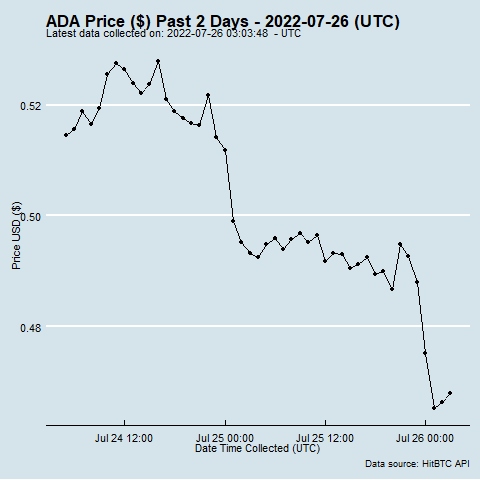 ADA Price ($) Past 2 Days - 2022-07-26 (UTC)
Latest data collected on: 2022-07-26 03:03:48 - UTC
0.52
0.50
0.48
Price USD ($)
Jul 24 12:00
Jul 25 00:00
Jul 25 12:00
Jul 26 00:00
Date Time Collected (UTC)
Data source: HitBTC API